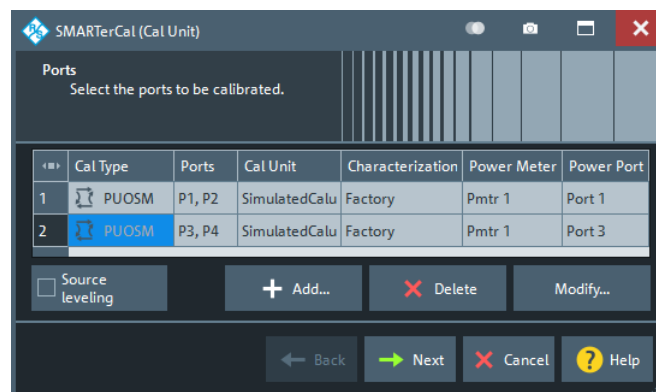 SMARTerCal (Cal Unit)
Ports
Select the ports to be calibrated.
Cal Type Ports Cal Unit Characterization Power Meter Power Port
1 PUOSM P1, P2 SimulatedCalu Factory Pmtr 1 Port 1
2 PUOSM P3, P4 SimulatedCalu Factory Pmtr 1 Port 3
Source
leveling
Add... Delete Modify...
Back Next Cancel ? Help